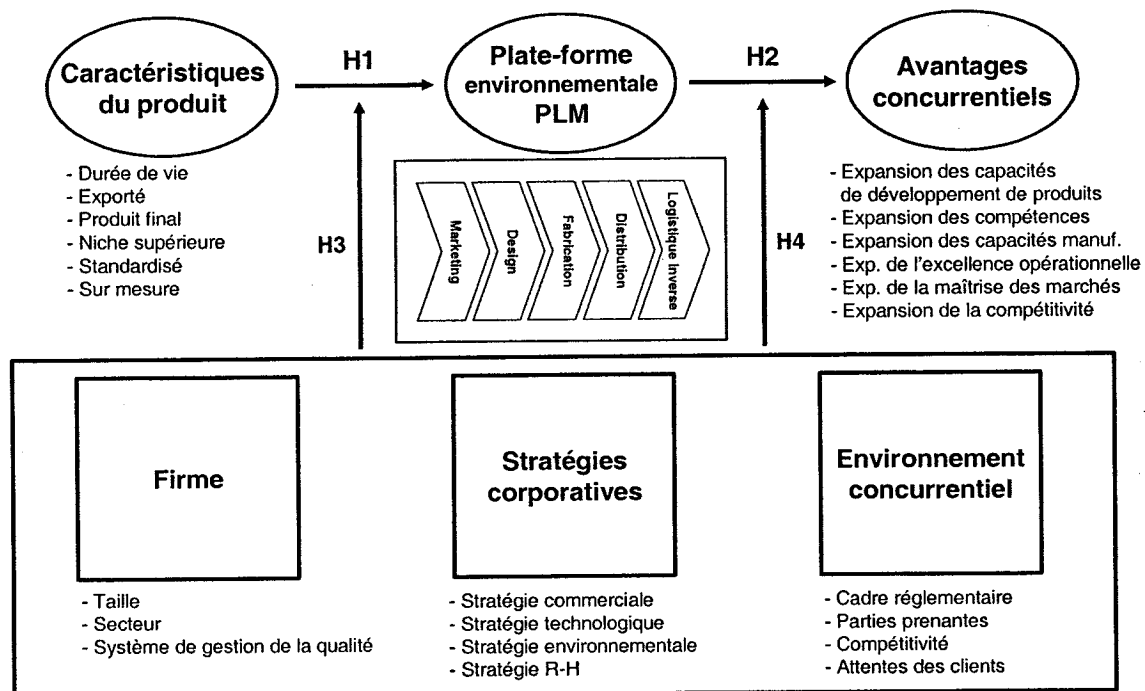 Caractéristiques
du produit
H1
Plate-forme
environnementale
PLM
H2
Avantages
concurrentiels
- Durée de vie
- Exporté
- Produit final
- Niche supérieure
- Standardisé
- Sur mesure
H3
Marketing
Design
Fabrication
Distribution
Logistique Inverse
H4
- Expansion des capacités
de développement de produits
- Expansion des compétences
- Expansion des capacités manuf.
- Exp. de l'excellence opérationnelle
- Exp. de la maîtrise des marchés
- Expansion de la compétitivité
Firme
Stratégies
corporatives
Environnement
concurrentiel
- Taille
- Secteur
- Système de gestion de la qualité
- Stratégie commerciale
- Stratégie technologique
- Stratégie environnementale
- Stratégie R-H
- Cadre réglementaire
- Parties prenantes
- Compétitivité
- Attentes des clients